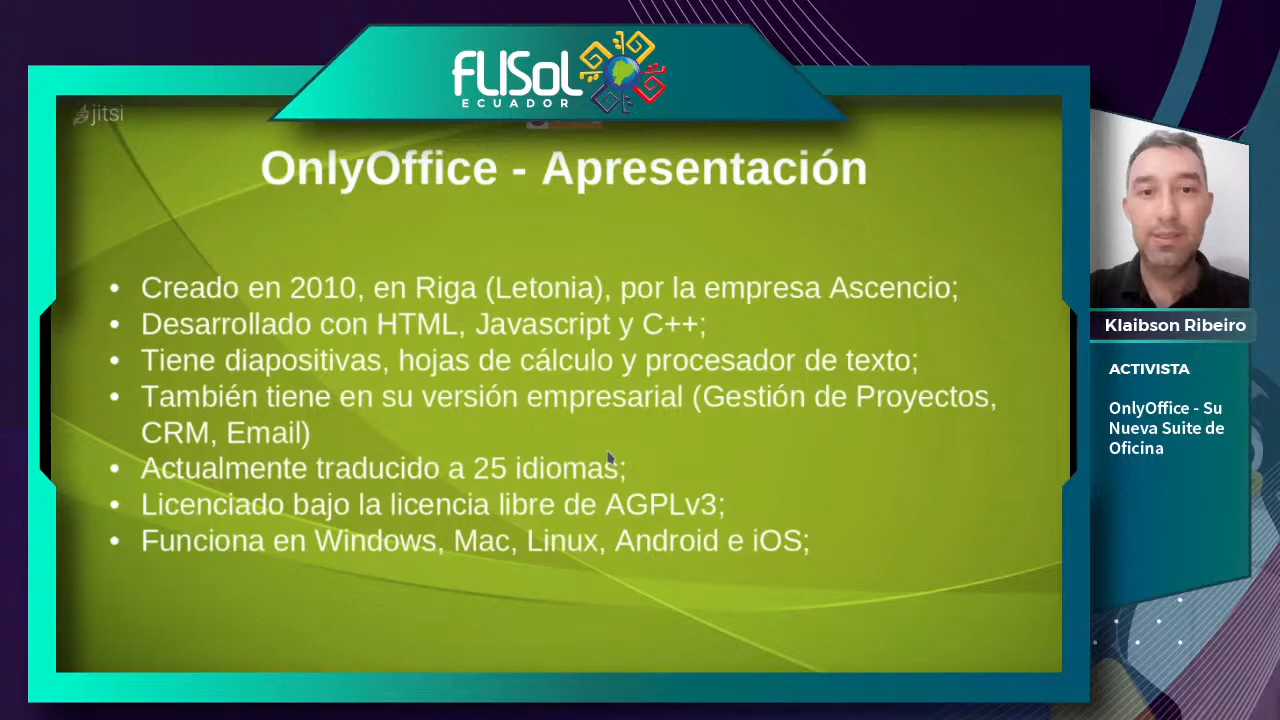 FLISoL
ECUADOR
jitsi
OnlyOffice - Apresentación
• Creado en 2010, en Riga (Letonia), por la empresa Ascencio;
• Desarrollado con HTML, Javascript y C++;
• Tiene diapositivas, hojas de cálculo y procesador de texto;
• También tiene en su versión empresarial (Gestión de Proyectos,
CRM, Email)
• Actualmente traducido a 25 idiomas;
• Licenciado bajo la licencia libre de AGPLv3;
• Funciona en Windows, Mac, Linux, Android e iOS;
Klaibson Ribeiro
ACTIVISTA
OnlyOffice - Su
Nueva Suite de
Oficina